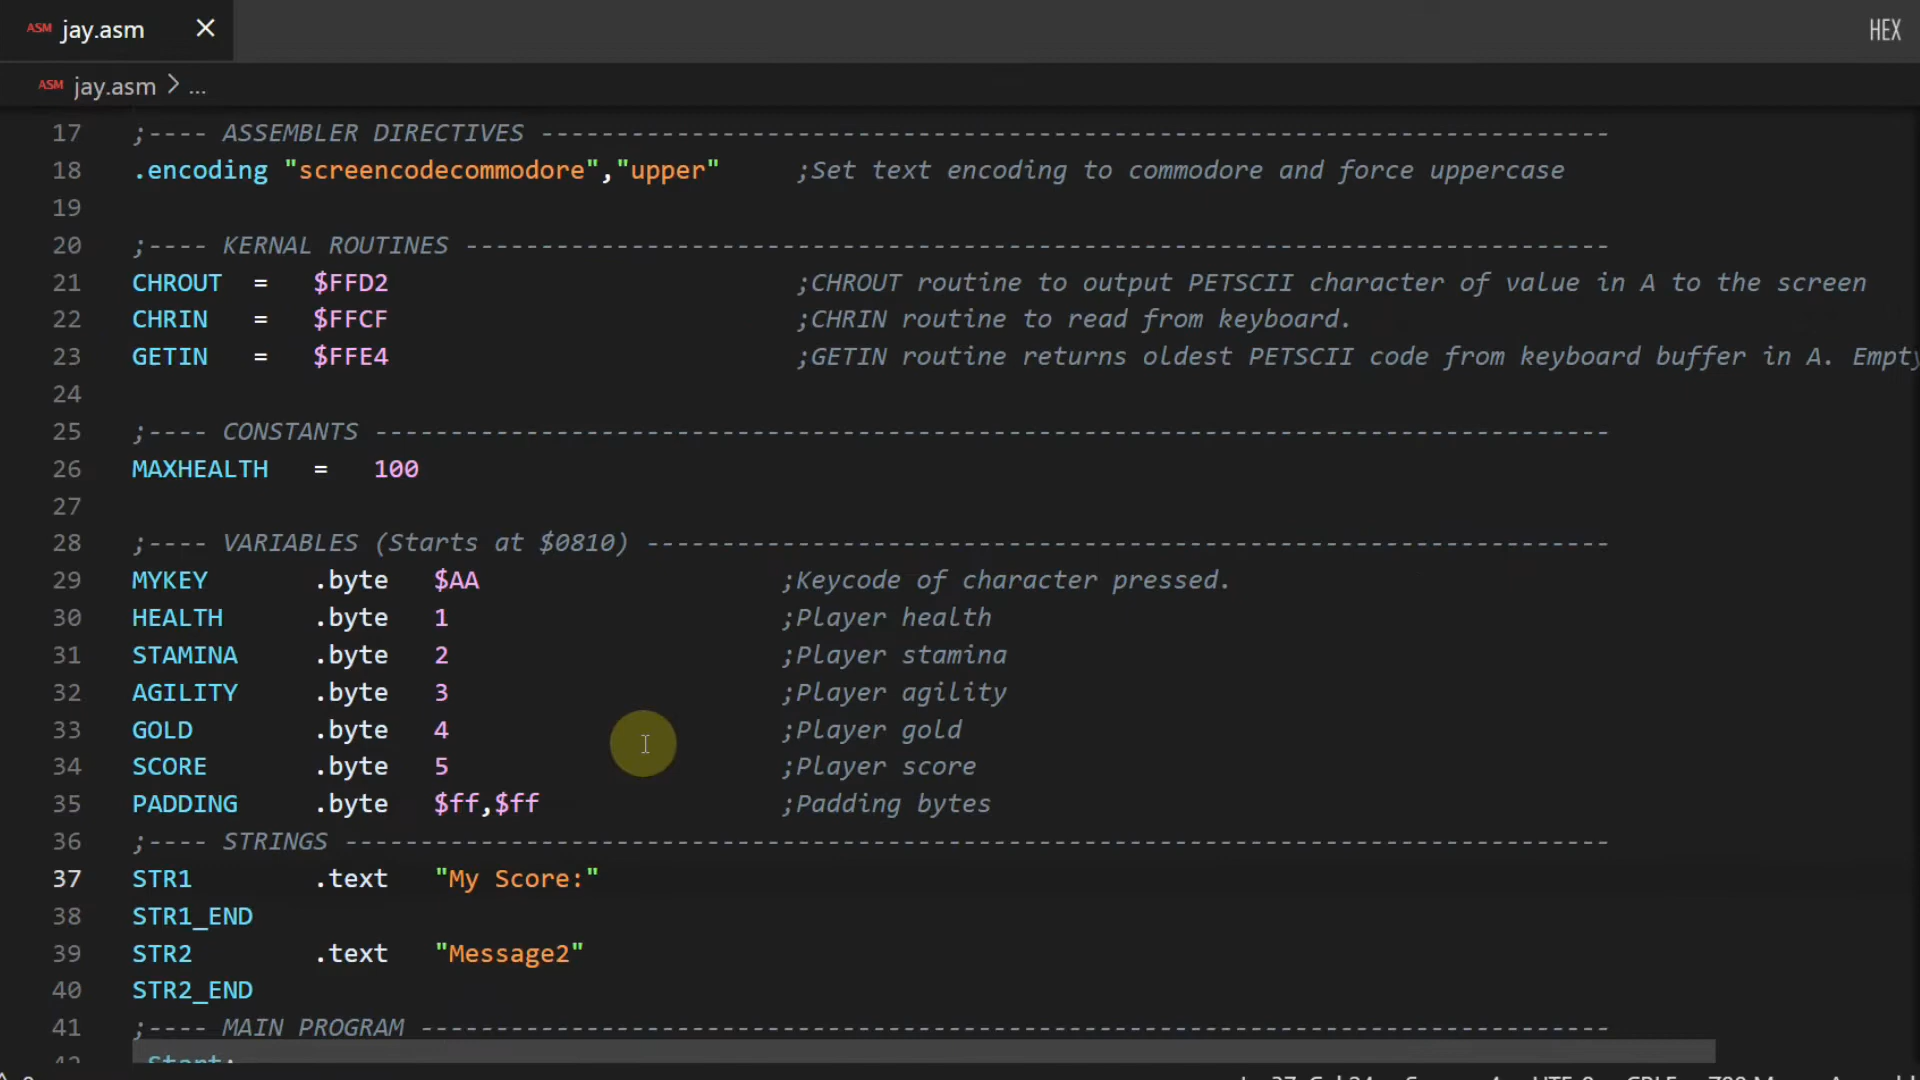 ASM jay.asm ×
HEX
ASM jay.asm > ...
17 ;---- ASSEMBLER DIRECTIVES -----------------------------------------------------------------------
18 .encoding "screencodecommodore","upper" ;Set text encoding to commodore and force uppercase
19
20 ;---- KERNAL ROUTINES ----------------------------------------------------------------------------
21 CHROUT = $FFD2 ;CHROUT routine to output PETSCII character of value in A to the screen
22 CHRIN = $FFCF ;CHRIN routine to read from keyboard.
23 GETIN = $FFE4 ;GETIN routine returns oldest PETSCII code from keyboard buffer in A. Empty
24
25 ;---- CONSTANTS ----------------------------------------------------------------------------------
26 MAXHEALTH = 100
27
28 ;---- VARIABLES (Starts at $0810) ----------------------------------------------------------------
29 MYKEY .byte $AA ;Keycode of character pressed.
30 HEALTH .byte 1 ;Player health
31 STAMINA .byte 2 ;Player stamina
32 AGILITY .byte 3 ;Player agility
33 GOLD .byte 4 ;Player gold
34 SCORE .byte 5 ;Player score
35 PADDING .byte $ff,$ff ;Padding bytes
36 ;---- STRINGS ------------------------------------------------------------------------------------
37 STR1 .text "My Score:"
38 STR1_END
39 STR2 .text "Message2"
40 STR2_END
41 ;---- MAIN PROGRAM -------------------------------------------------------------------------------
42 Start: